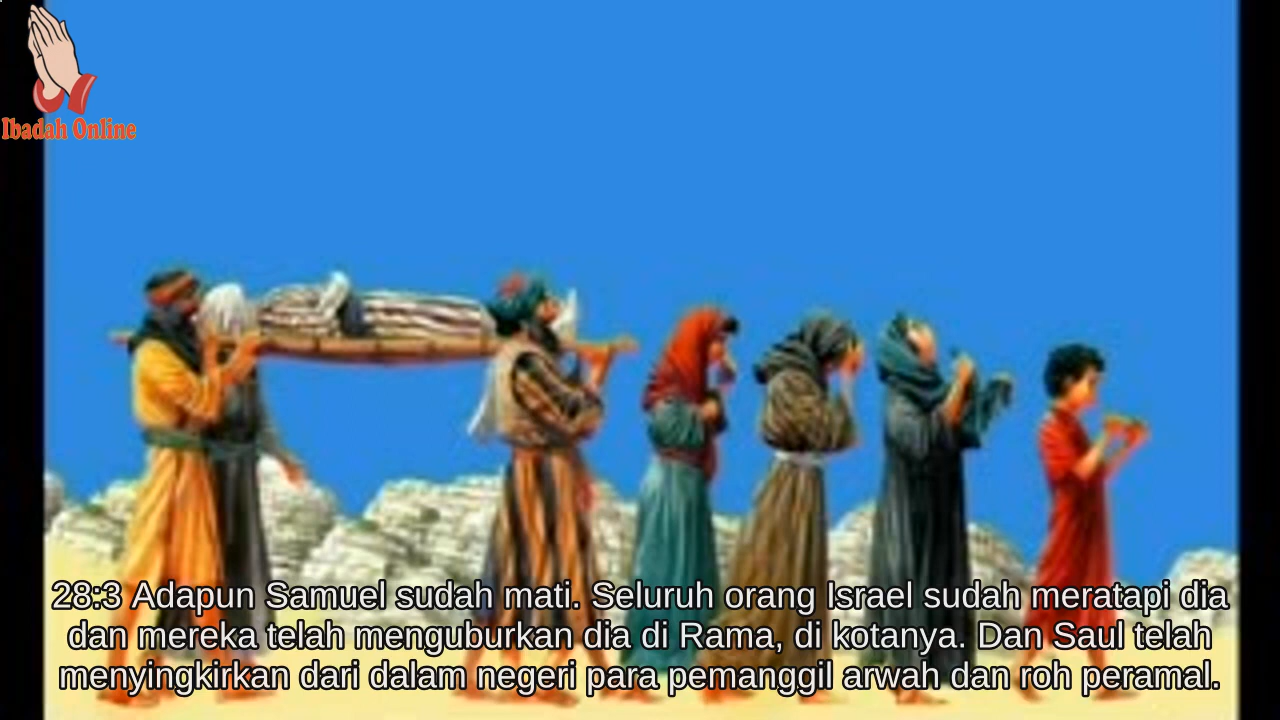 Ibadah Online
28:3 Adapun Samuel sudah mati. Seluruh orang Israel sudah meratapi dia
dan mereka telah menguburkan dia di Rama, di kotanya. Dan Saul telah
menyingkirkan dari dalam negeri para pemanggil arwah dan roh peramal.